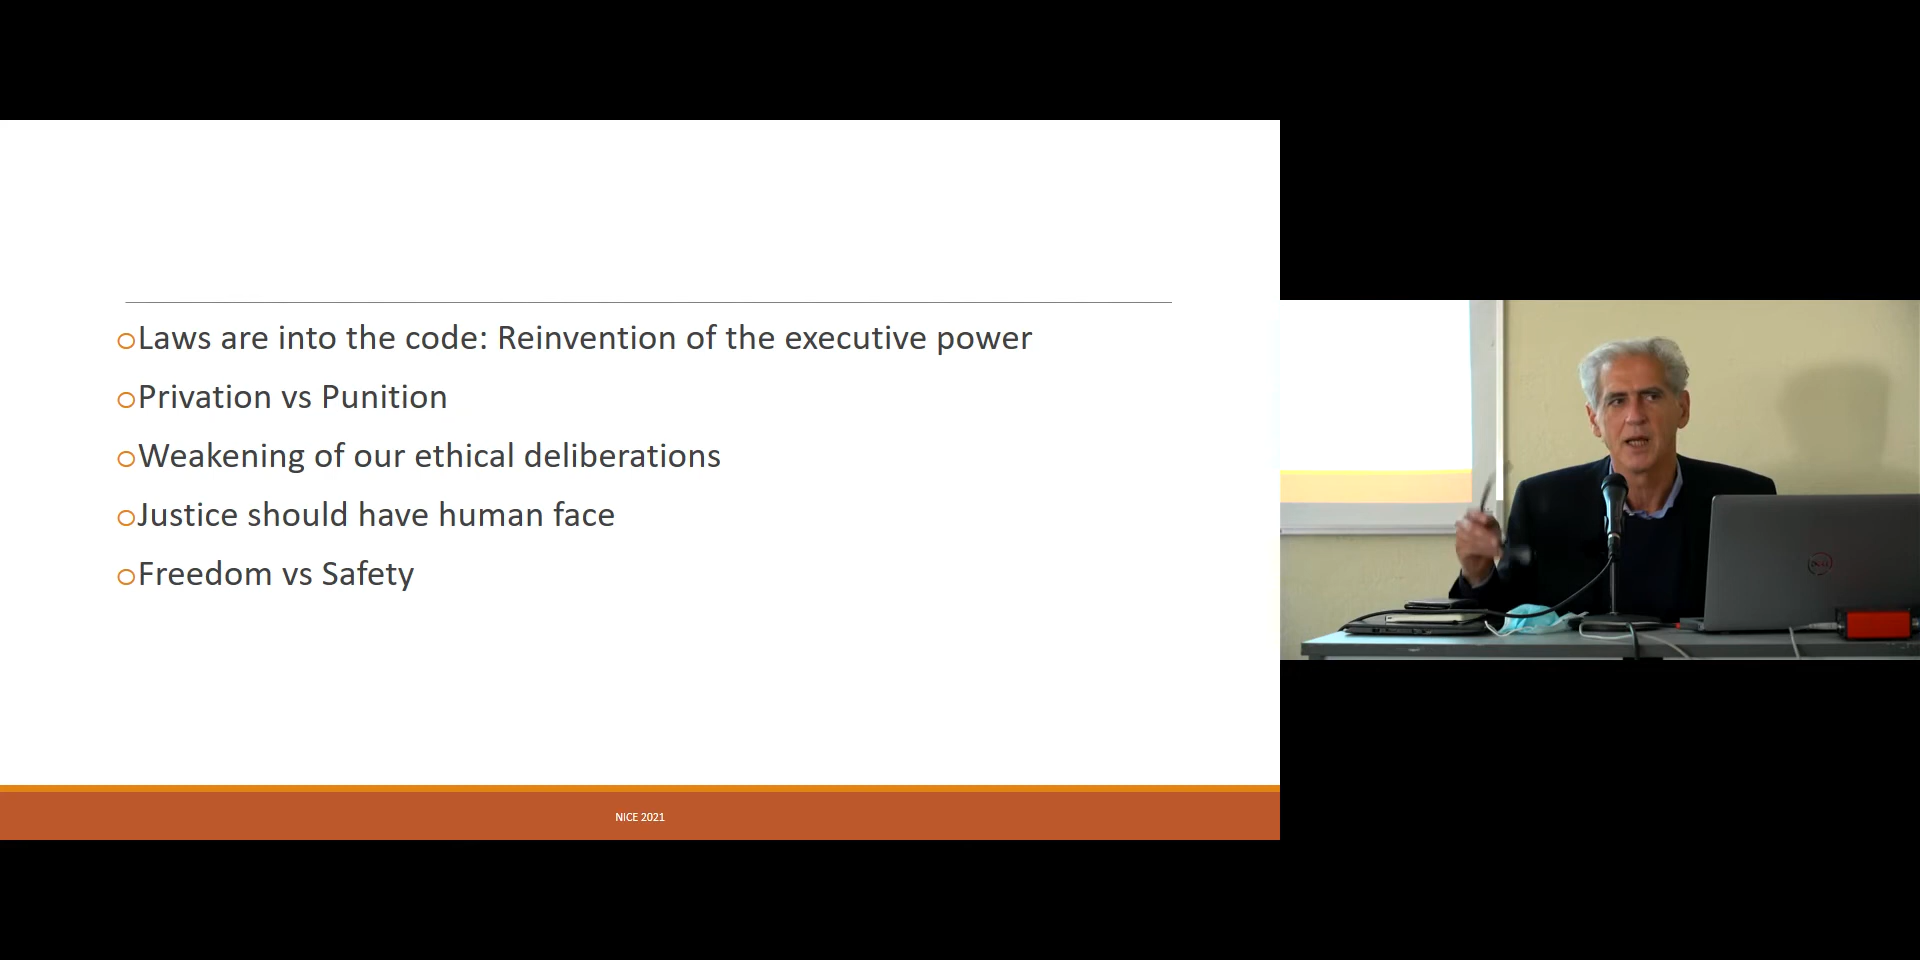 Laws are into the code: Reinvention of the executive power
Privation vs Punition
Weakening of our ethical deliberations
Justice should have human face
Freedom vs Safety
NICE 2021
DELL